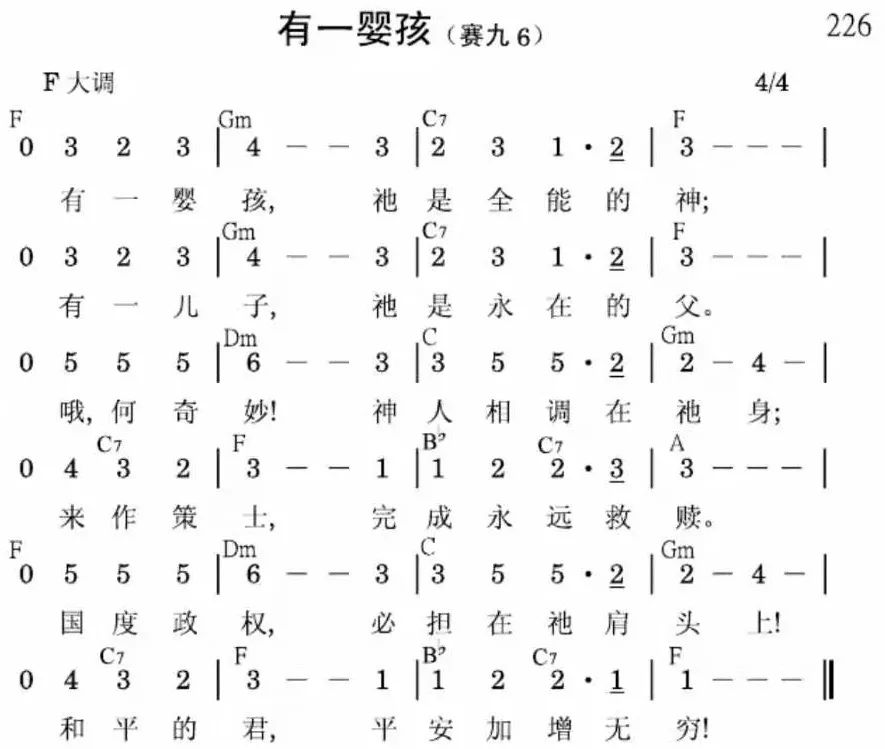 有一婴孩（赛九6） 226
F 大调 4/4
F Gm C7 F
0 3 2 3 | 4 － － 3 | 2 3 1 · 2 | 3 － － － |
有 一 婴 孩, 祂 是 全 能 的 神;
Gm C7 F
0 3 2 3 | 4 － － 3 | 2 3 1 · 2 | 3 － － － |
有 一 儿 子, 祂 是 永 在 的 父。
Dm C Gm
0 5 5 5 | 6 － － 3 | 3 5 5 · 2 | 2 － 4 － |
哦, 何 奇 妙! 神 人 相 调 在 祂 身;
C7 F B♭ C7 A
0 4 3 2 | 3 － － 1 | 1 2 2 · 3 | 3 － － － |
来 作 策 士, 完 成 永 远 救 赎。
F Dm C Gm
0 5 5 5 | 6 － － 3 | 3 5 5 · 2 | 2 － 4 － |
国 度 政 权, 必 担 在 祂 肩 头 上!
C7 F B♭ C7 F
0 4 3 2 | 3 － － 1 | 1 2 2 · 1 | 1 － － － ‖
和 平 的 君, 平 安 加 增 无 穷!